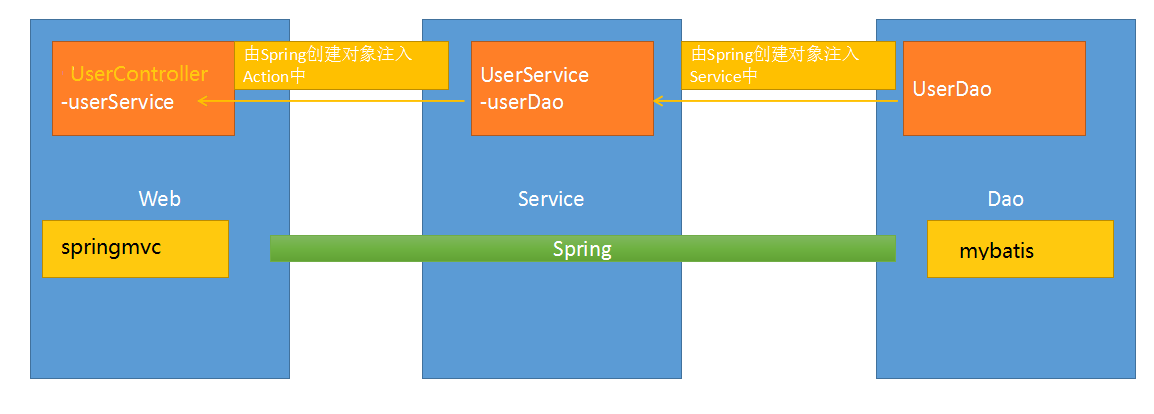 UserController
-userService
由Spring创建对象注入
Action中
UserService
-userDao
由Spring创建对象注入
Service中
UserDao
Web
Service
Dao
springmvc
Spring
mybatis